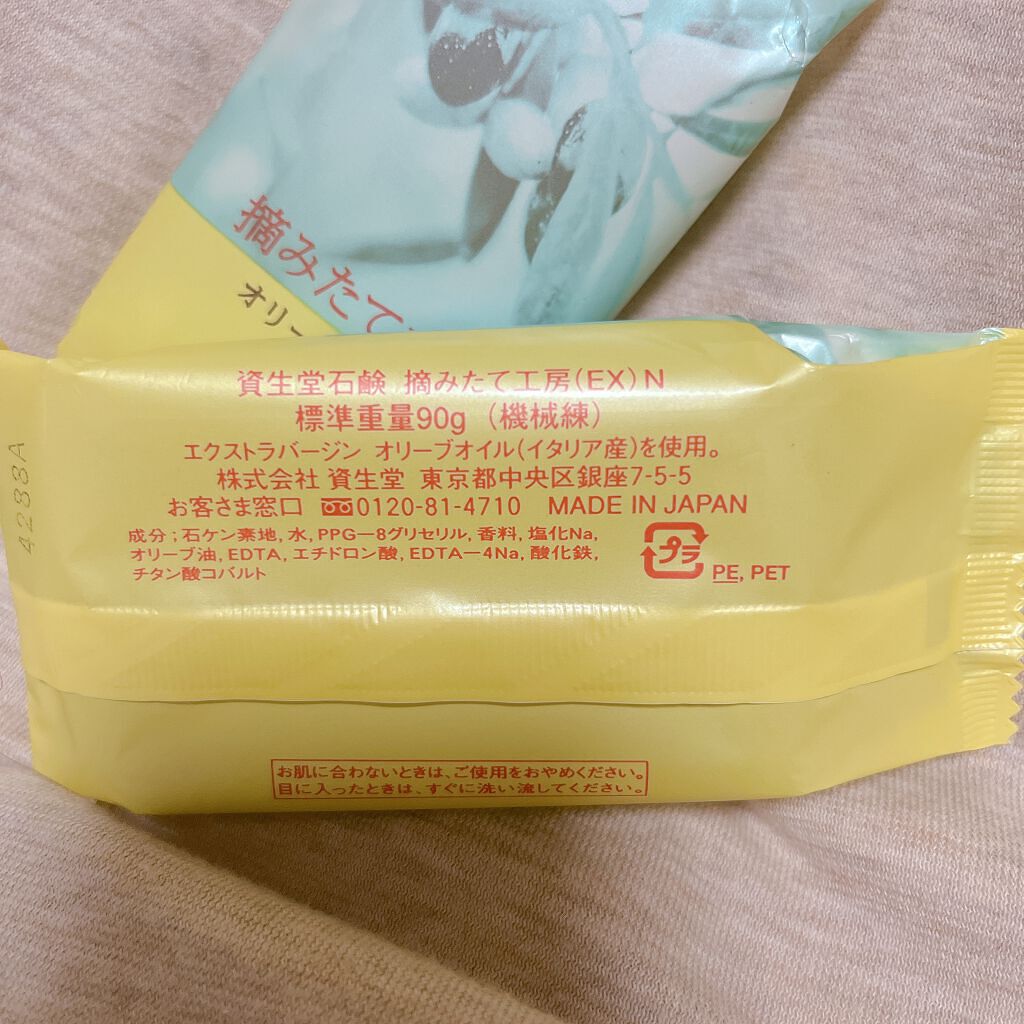 摘みたて
オリー
資生堂石鹸 摘みたて工房(EX)N
標準重量90g (機械練)
エクストラバージン オリーブオイル(イタリア産)を使用。
株式会社 資生堂 東京都中央区銀座7-5-5
お客さま窓口 0120-81-4710 MADE IN JAPAN
成分;石ケン素地, 水, PPG−8グリセリル, 香料, 塩化Na,
オリーブ油, EDTA, エチドロン酸, EDTA−4Na, 酸化鉄,
チタン酸コバルト
プラ
PE, PET
4288A
お肌に合わないときは、ご使用をおやめください。
目に入ったときは、すぐに洗い流してください。